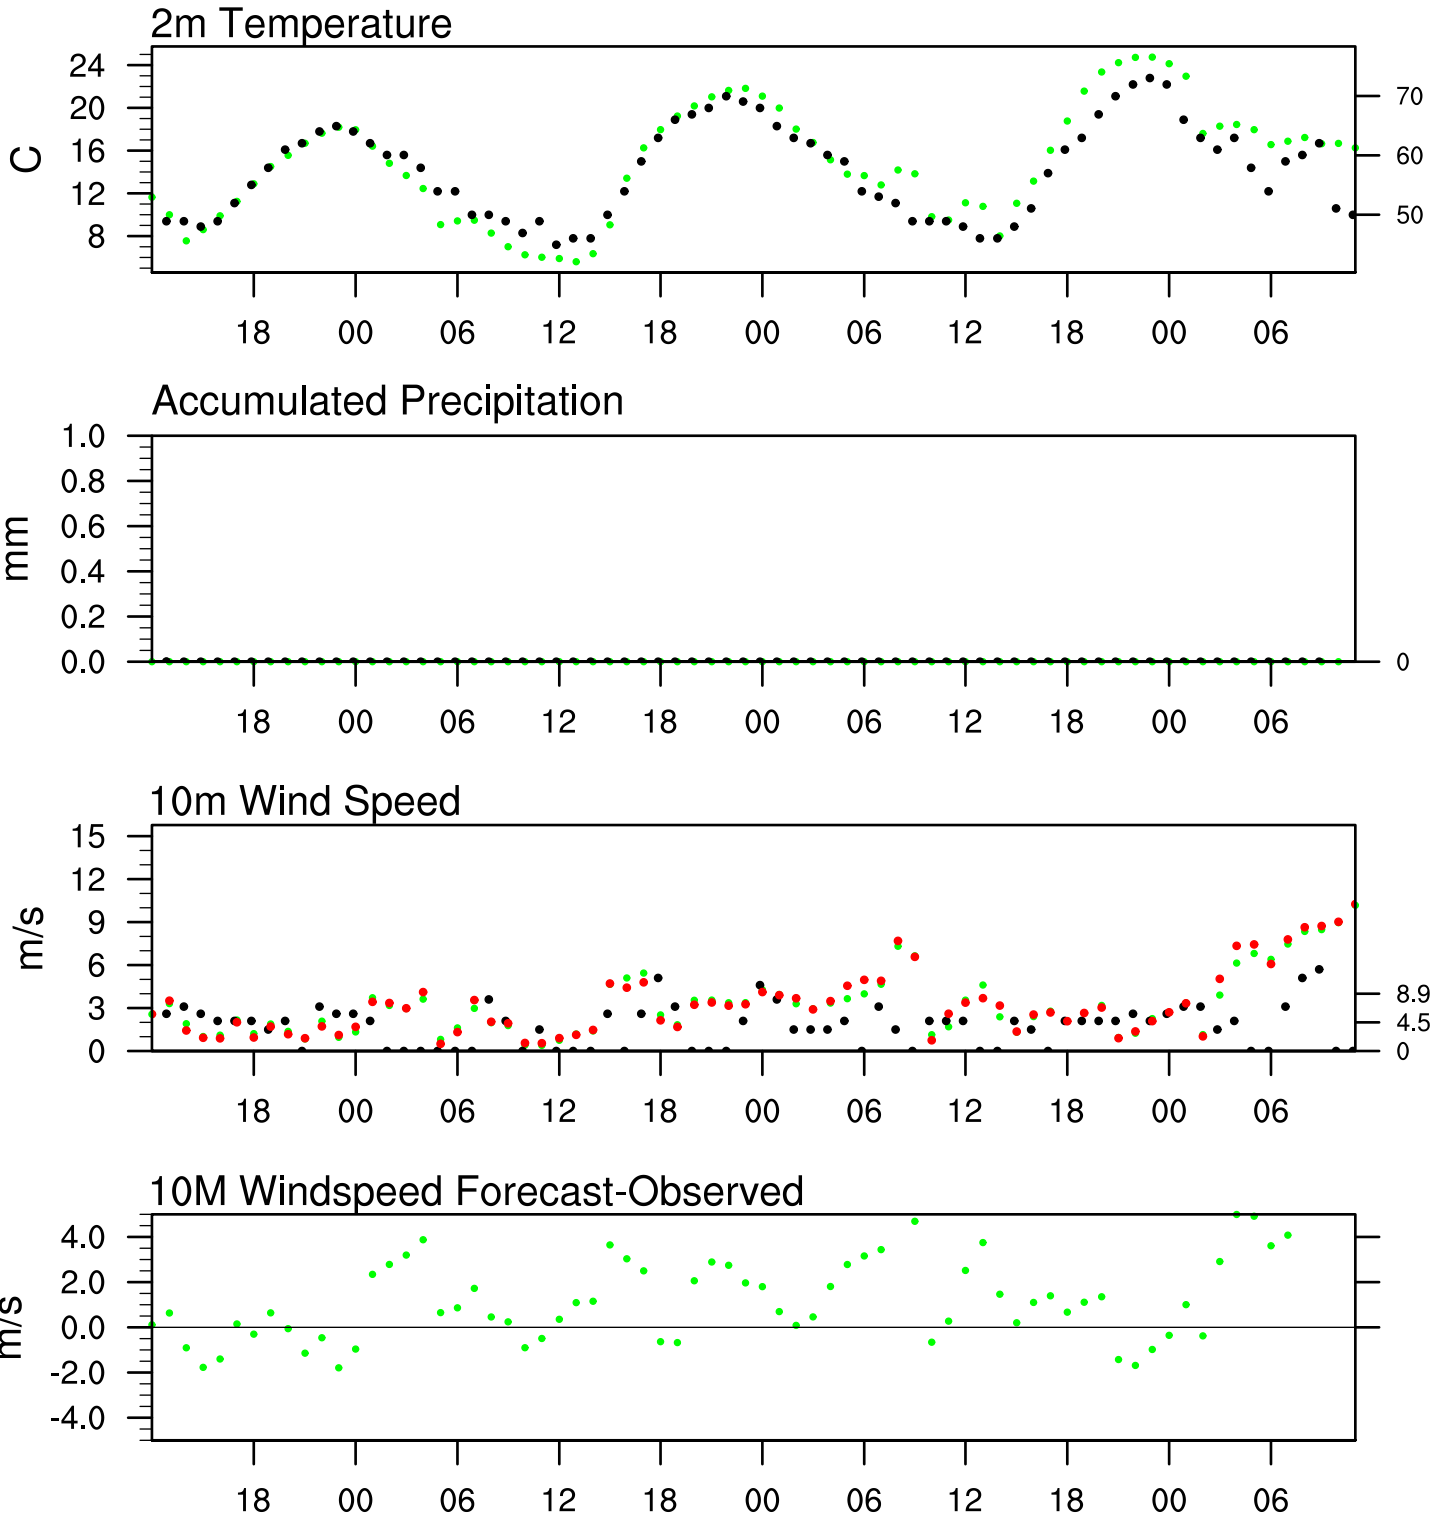 2m Temperature
24
20
16
12
8
C
70
60
50
18 00 06 12 18 00 06 12 18 00 06
Accumulated Precipitation
1.0
0.8
0.6
0.4
0.2
0.0
mm
0
18 00 06 12 18 00 06 12 18 00 06
10m Wind Speed
15
12
9
6
3
0
m/s
8.9
4.5
0
18 00 06 12 18 00 06 12 18 00 06
10M Windspeed Forecast-Observed
4.0
2.0
0.0
-2.0
-4.0
m/s
18 00 06 12 18 00 06 12 18 00 06